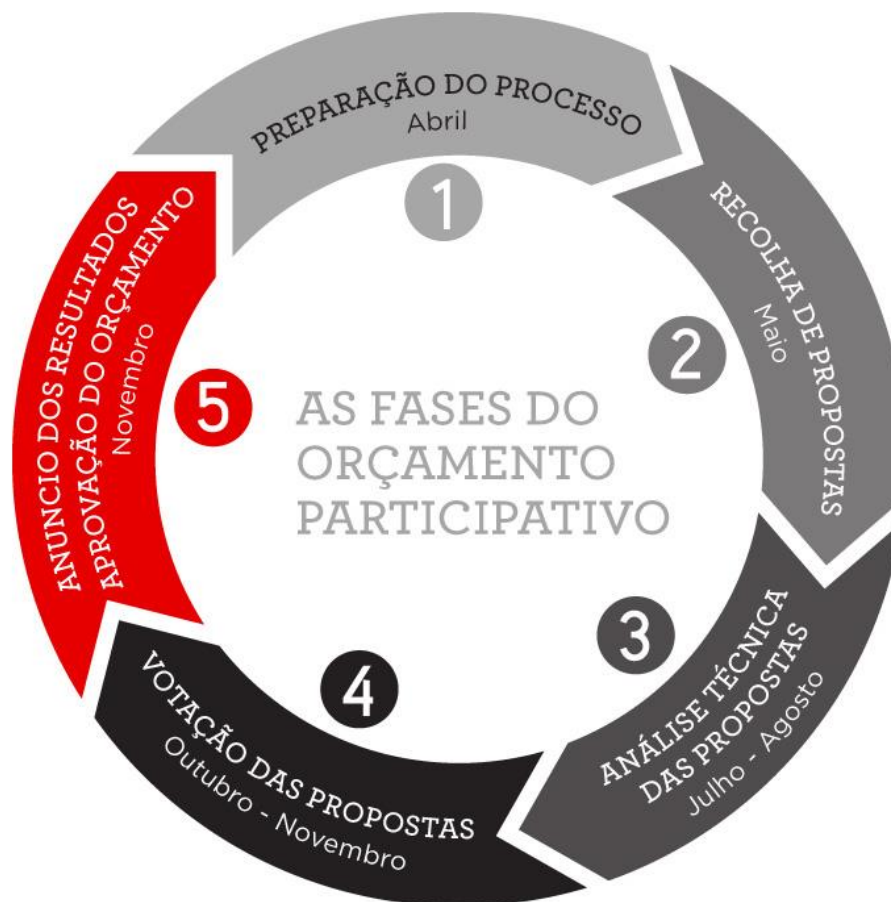 PREPARAÇÃO DO PROCESSO
Abril
1
RECOLHA DE PROPOSTAS
Maio
2
ANÁLISE TÉCNICA
DAS PROPOSTAS
Julho - Agosto
3
VOTAÇÃO DAS PROPOSTAS
Outubro - Novembro
4
ANUNCIO DOS RESULTADOS
APROVAÇÃO DO ORÇAMENTO
Novembro
5
AS FASES DO
ORÇAMENTO
PARTICIPATIVO